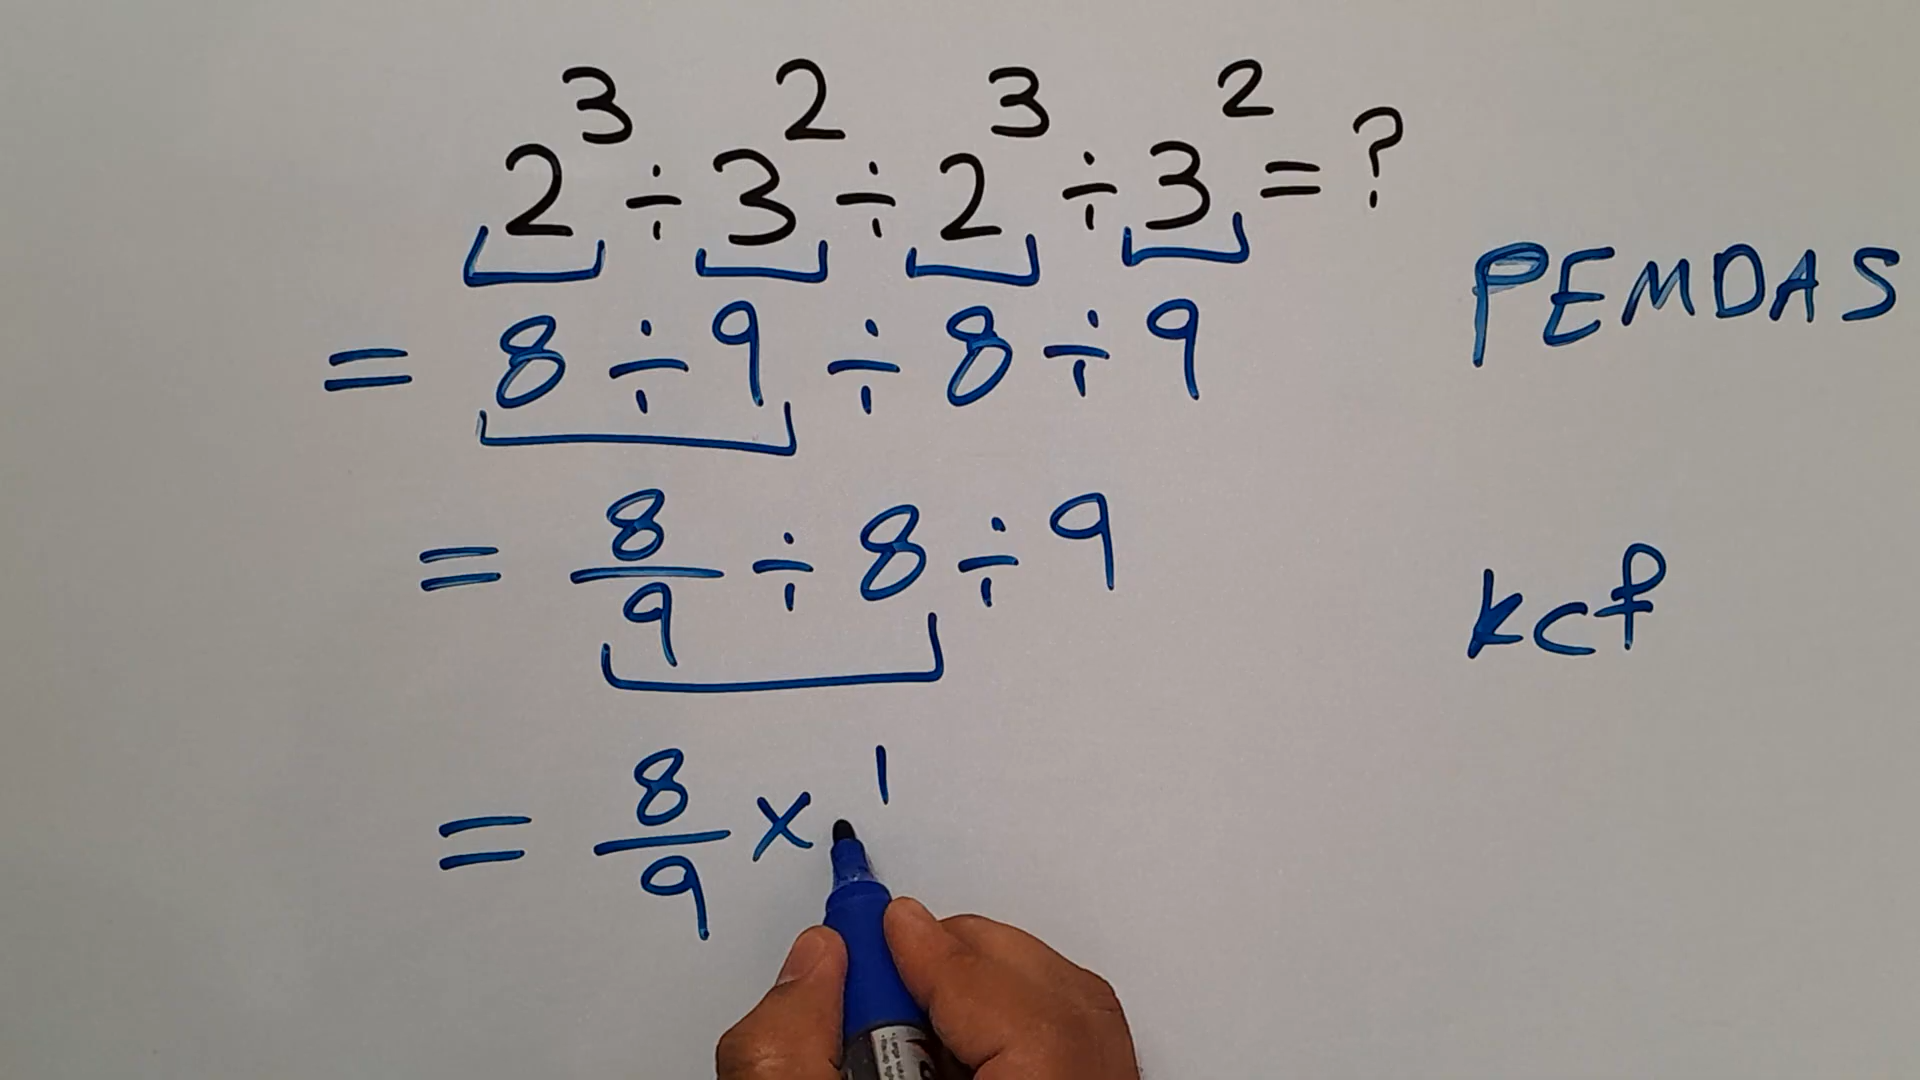 2³ ÷ 3² ÷ 2³ ÷ 3² = ?
PEMDAS
= 8 ÷ 9 ÷ 8 ÷ 9
= 8/9 ÷ 8 ÷ 9
kcf
= 8/9 × 1